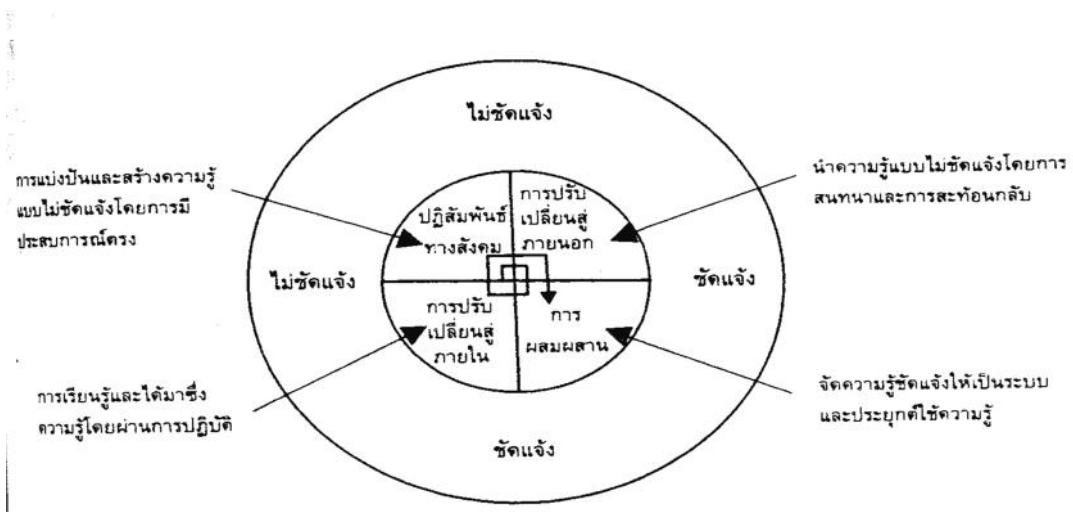 ไม่ชัดแจ้ง
การแบ่งปันและสร้างความรู้
แบบไม่ชัดแจ้งโดยการมี
ประสบการณ์ตรง
นำความรู้แบบไม่ชัดแจ้งโดยการ
สนทนาและการสะท้อนกลับ
ปฏิสัมพันธ์
ทางสังคม
การปรับ
เปลี่ยนสู่
ภายนอก
ไม่ชัดแจ้ง
ชัดแจ้ง
การปรับ
เปลี่ยนสู่
ภายใน
การ
ผสมผสาน
การเรียนรู้และได้มาซึ่ง
ความรู้โดยผ่านการปฏิบัติ
จัดความรู้ชัดแจ้งให้เป็นระบบ
และประยุกต์ใช้ความรู้
ชัดแจ้ง